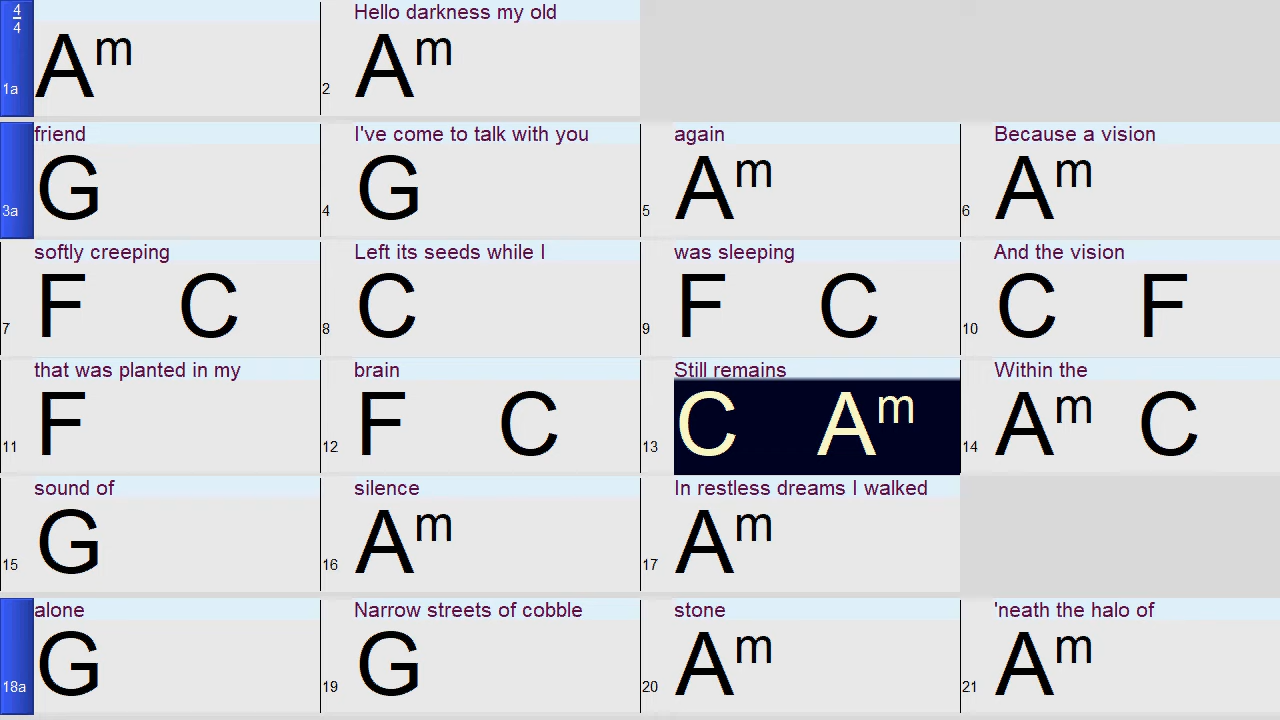 4
4
Hello darkness my old
1a Am 2 Am
friend I've come to talk with you again Because a vision
3a G 4 G 5 Am 6 Am
softly creeping Left its seeds while I was sleeping And the vision
7 F C 8 C 9 F C 10 C F
that was planted in my brain Still remains Within the
11 F 12 F C 13 C Am 14 Am C
sound of silence In restless dreams I walked
15 G 16 Am 17 Am
alone Narrow streets of cobble stone 'neath the halo of
18a G 19 G 20 Am 21 Am